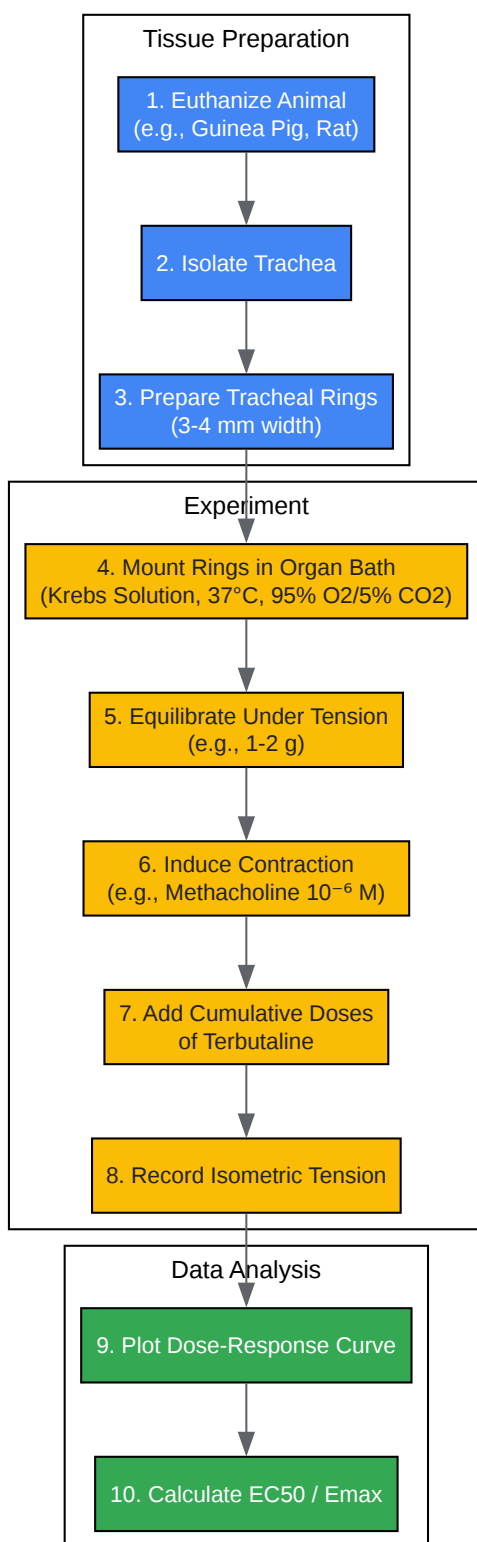 Tissue Preparation
1. Euthanize Animal
(e.g., Guinea Pig, Rat)
2. Isolate Trachea
3. Prepare Tracheal Rings
(3-4 mm width)
Experiment
4. Mount Rings in Organ Bath
(Krebs Solution, 37°C, 95% O2/5% CO2)
5. Equilibrate Under Tension
(e.g., 1-2 g)
6. Induce Contraction
(e.g., Methacholine 10⁻⁶ M)
7. Add Cumulative Doses
of Terbutaline
8. Record Isometric Tension
Data Analysis
9. Plot Dose-Response Curve
10. Calculate EC50 / Emax